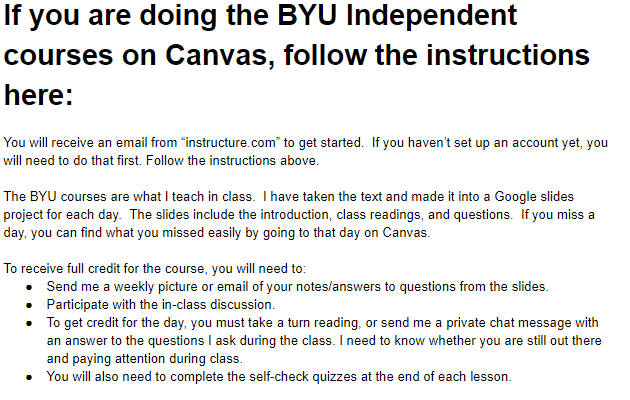 If you are doing the BYU Independent
courses on Canvas, follow the instructions
here:
You will receive an email from “instructure.com” to get started.  If you haven’t set up an account yet, you
will need to do that first. Follow the instructions above.
The BYU courses are what I teach in class.  I have taken the text and made it into a Google slides
project for each day.  The slides include the introduction, class readings, and questions.  If you miss a
day, you can find what you missed easily by going to that day on Canvas.
To receive full credit for the course, you will need to:
● Send me a weekly picture or email of your notes/answers to questions from the slides.
● Participate with the in-class discussion.
● To get credit for the day, you must take a turn reading, or send me a private chat message with
an answer to the questions I ask during the class. I need to know whether you are still out there
and paying attention during class.
● You will also need to complete the self-check quizzes at the end of each lesson.